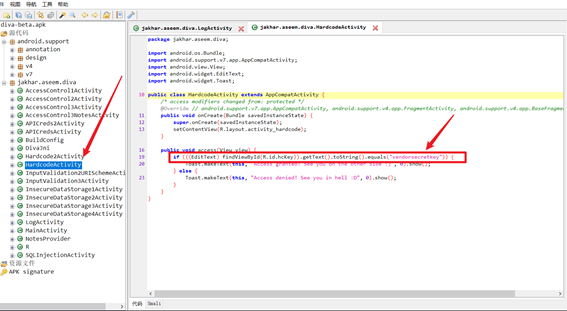 件 视图 导航 工具 帮助
diva-beta.apk
源代码
android.support
annotation
design
v4
v7
jakhar.aseem.diva
AccessControl1Activity
AccessControl2Activity
AccessControl3Activity
AccessControl3NotesActivity
APICreds2Activity
APICredsActivity
BuildConfig
DivaJni
Hardcode2Activity
HardcodeActivity
InputValidation2URISchemeActi
InputValidation3Activity
InsecureDataStorage1Activity
InsecureDataStorage2Activity
InsecureDataStorage3Activity
InsecureDataStorage4Activity
LogActivity
MainActivity
NotesProvider
R
SQLInjectionActivity
资源文件
APK signature
jakhar.aseem.diva.LogActivity
jakhar.aseem.diva.HardcodeActivity
package jakhar.aseem.diva;
import android.os.Bundle;
import android.support.v7.app.AppCompatActivity;
import android.view.View;
import android.widget.EditText;
import android.widget.Toast;
10 public class HardcodeActivity extends AppCompatActivity {
/* access modifiers changed from: protected */
@Override // android.support.v7.app.AppCompatActivity, android.support.v4.app.FragmentActivity, android.support.v4.app.BaseFragme
11 public void onCreate(Bundle savedInstanceState) {
12 super.onCreate(savedInstanceState);
13 setContentView(R.layout.activity_hardcode);
}
16 public void access(View view) {
19 if (((EditText) findViewById(R.id.hcKey)).getText().toString().equals("vendorsecretkey")) {
20 Toast.makeText(this, "Access granted! See you on the other side :)", 0).show();
} else {
23 Toast.makeText(this, "Access denied! See you in hell :D", 0).show();
}
}
}
代码 Smali